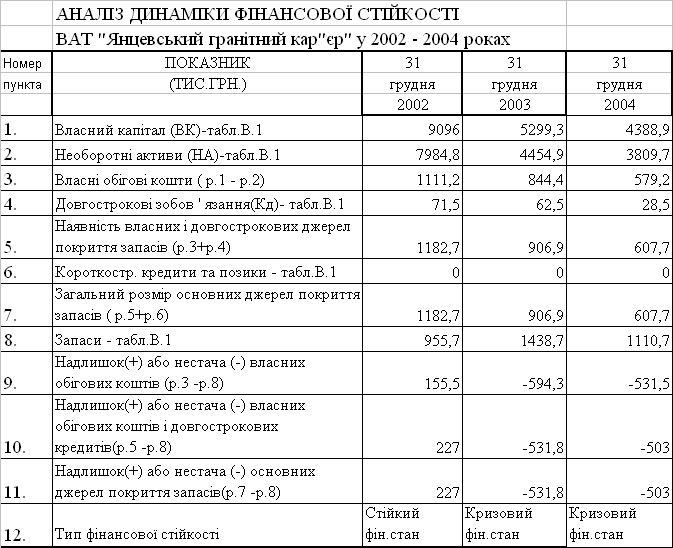 АНАЛІЗ ДИНАМІКИ ФІНАНСОВОЇ СТІЙКОСТІ
ВАТ "Янцевський гранітний кар"єр" у 2002 - 2004 роках
Номер пункта ПОКАЗНИК (ТИС.ГРН.) 31 грудня 2002 31 грудня 2003 31 грудня 2004
1. Власний капітал (ВК)-табл.В.1 9096 5299,3 4388,9
2. Необоротні активи (НА)-табл.В.1 7984,8 4454,9 3809,7
3. Власні обігові кошти ( р.1 - р.2) 1111,2 844,4 579,2
4. Довгострокові зобов ' язання(Кд)- табл.В.1 71,5 62,5 28,5
Наявність власних і довгострокових джерел
5. покриття запасів (р.3+р.4) 1182,7 906,9 607,7
6. Короткостр. кредити та позики - табл.В.1 0 0 0
Загальний розмір основних джерел покриття
7. запасів ( р.5+р.6) 1182,7 906,9 607,7
8. Запаси - табл.В.1 955,7 1438,7 1110,7
Надлишок(+) або нестача (-) власних
9. обігових коштів (р.3 -р.8) 155,5 -594,3 -531,5
Надлишок(+) або нестача (-) власних
обігових коштів і довгострокових
10. кредитів(р.5 -р.8) 227 -531,8 -503
Надлишок(+) або нестача (-) основних
11. джерел покриття запасів(р.7 -р.8) 227 -531,8 -503
Стійкий Кризовий Кризовий
12. Тип фінансової стійкості фін.стан фін.стан фін.стан